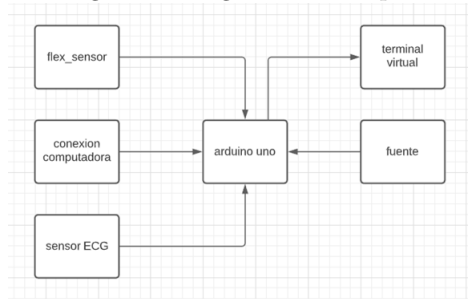 flex_sensor
terminal
virtual
conexion
computadora
arduino uno
fuente
sensor ECG